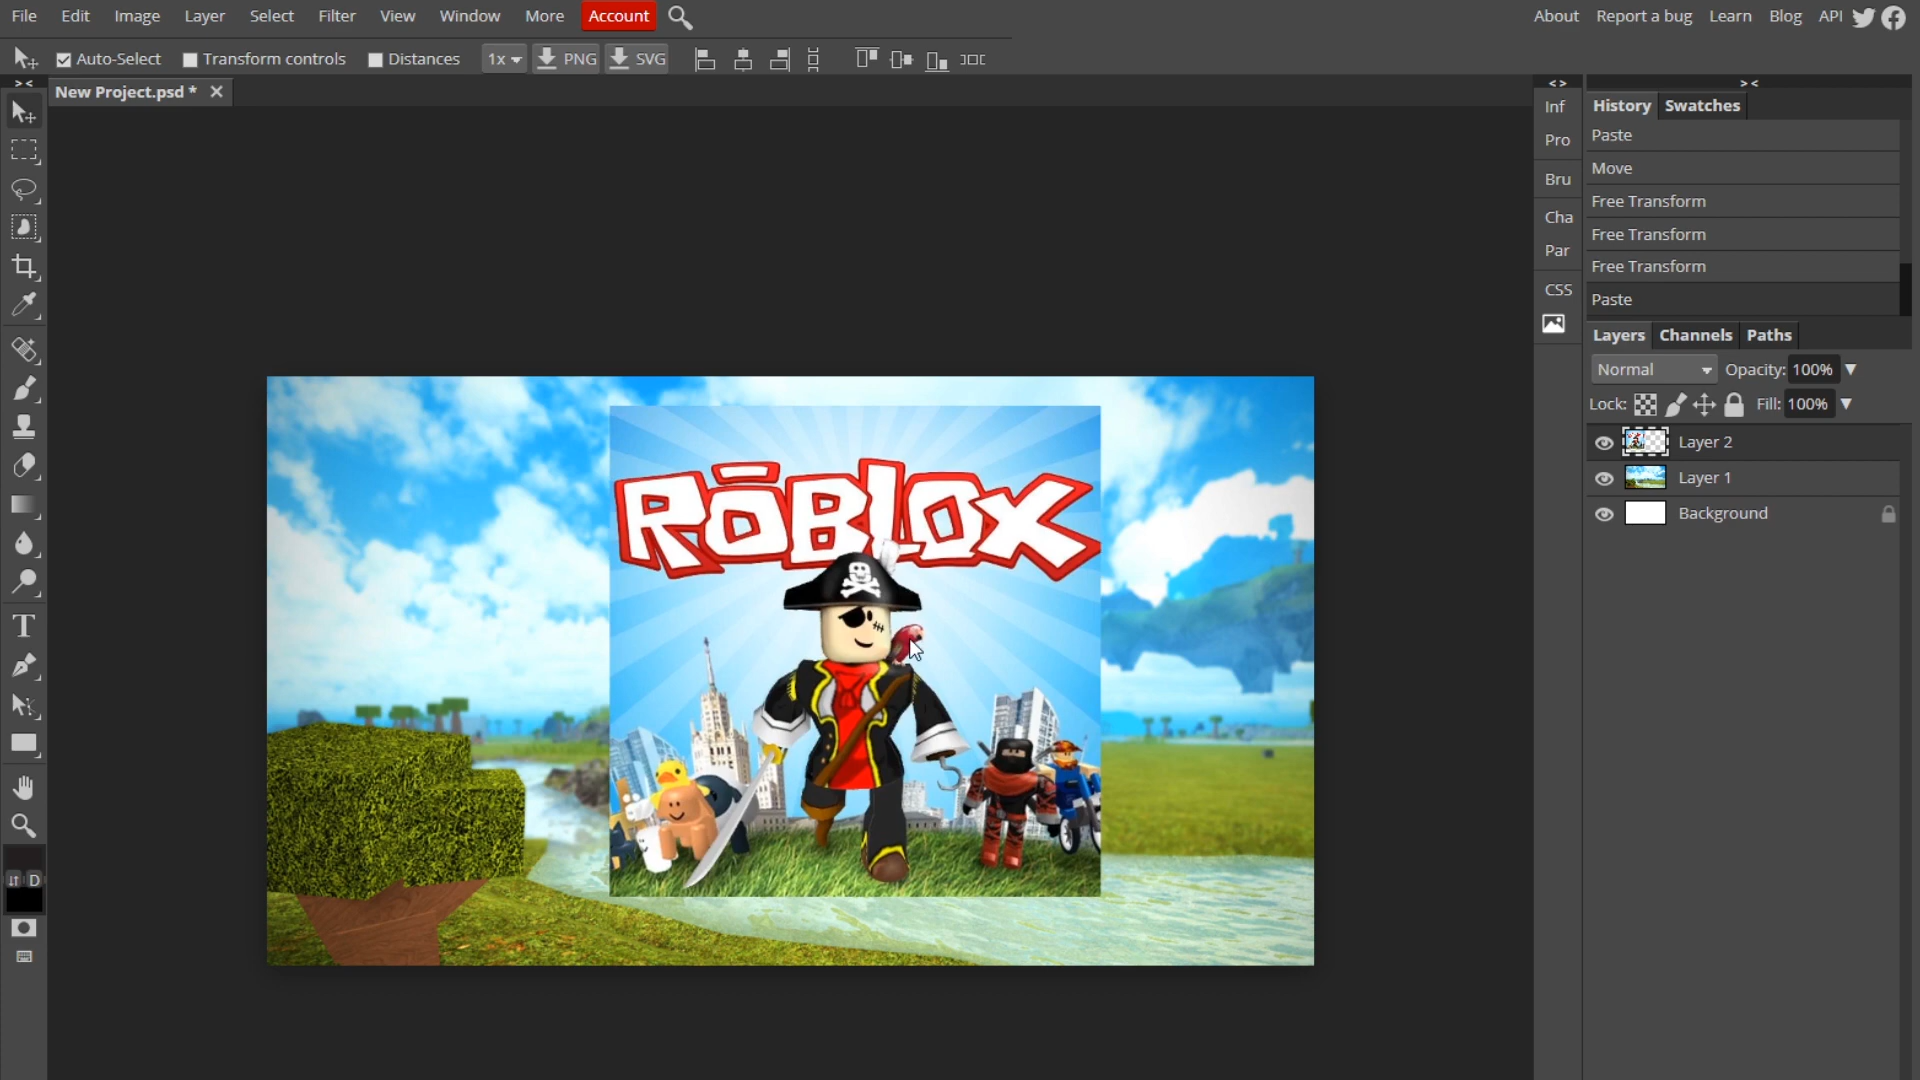 File Edit Image Layer Select Filter View Window More Account About Report a bug Learn Blog API
Auto-Select Transform controls Distances 1x PNG SVG
> < < > > <
New Project.psd *
Inf
Pro
Bru
Cha
Par
CSS
History Swatches
Paste
Move
Free Transform
Free Transform
Free Transform
Paste
Layers Channels Paths
Normal Opacity: 100%
Lock: Fill: 100%
Layer 2
Layer 1
Background
RŌBLOX
T
D